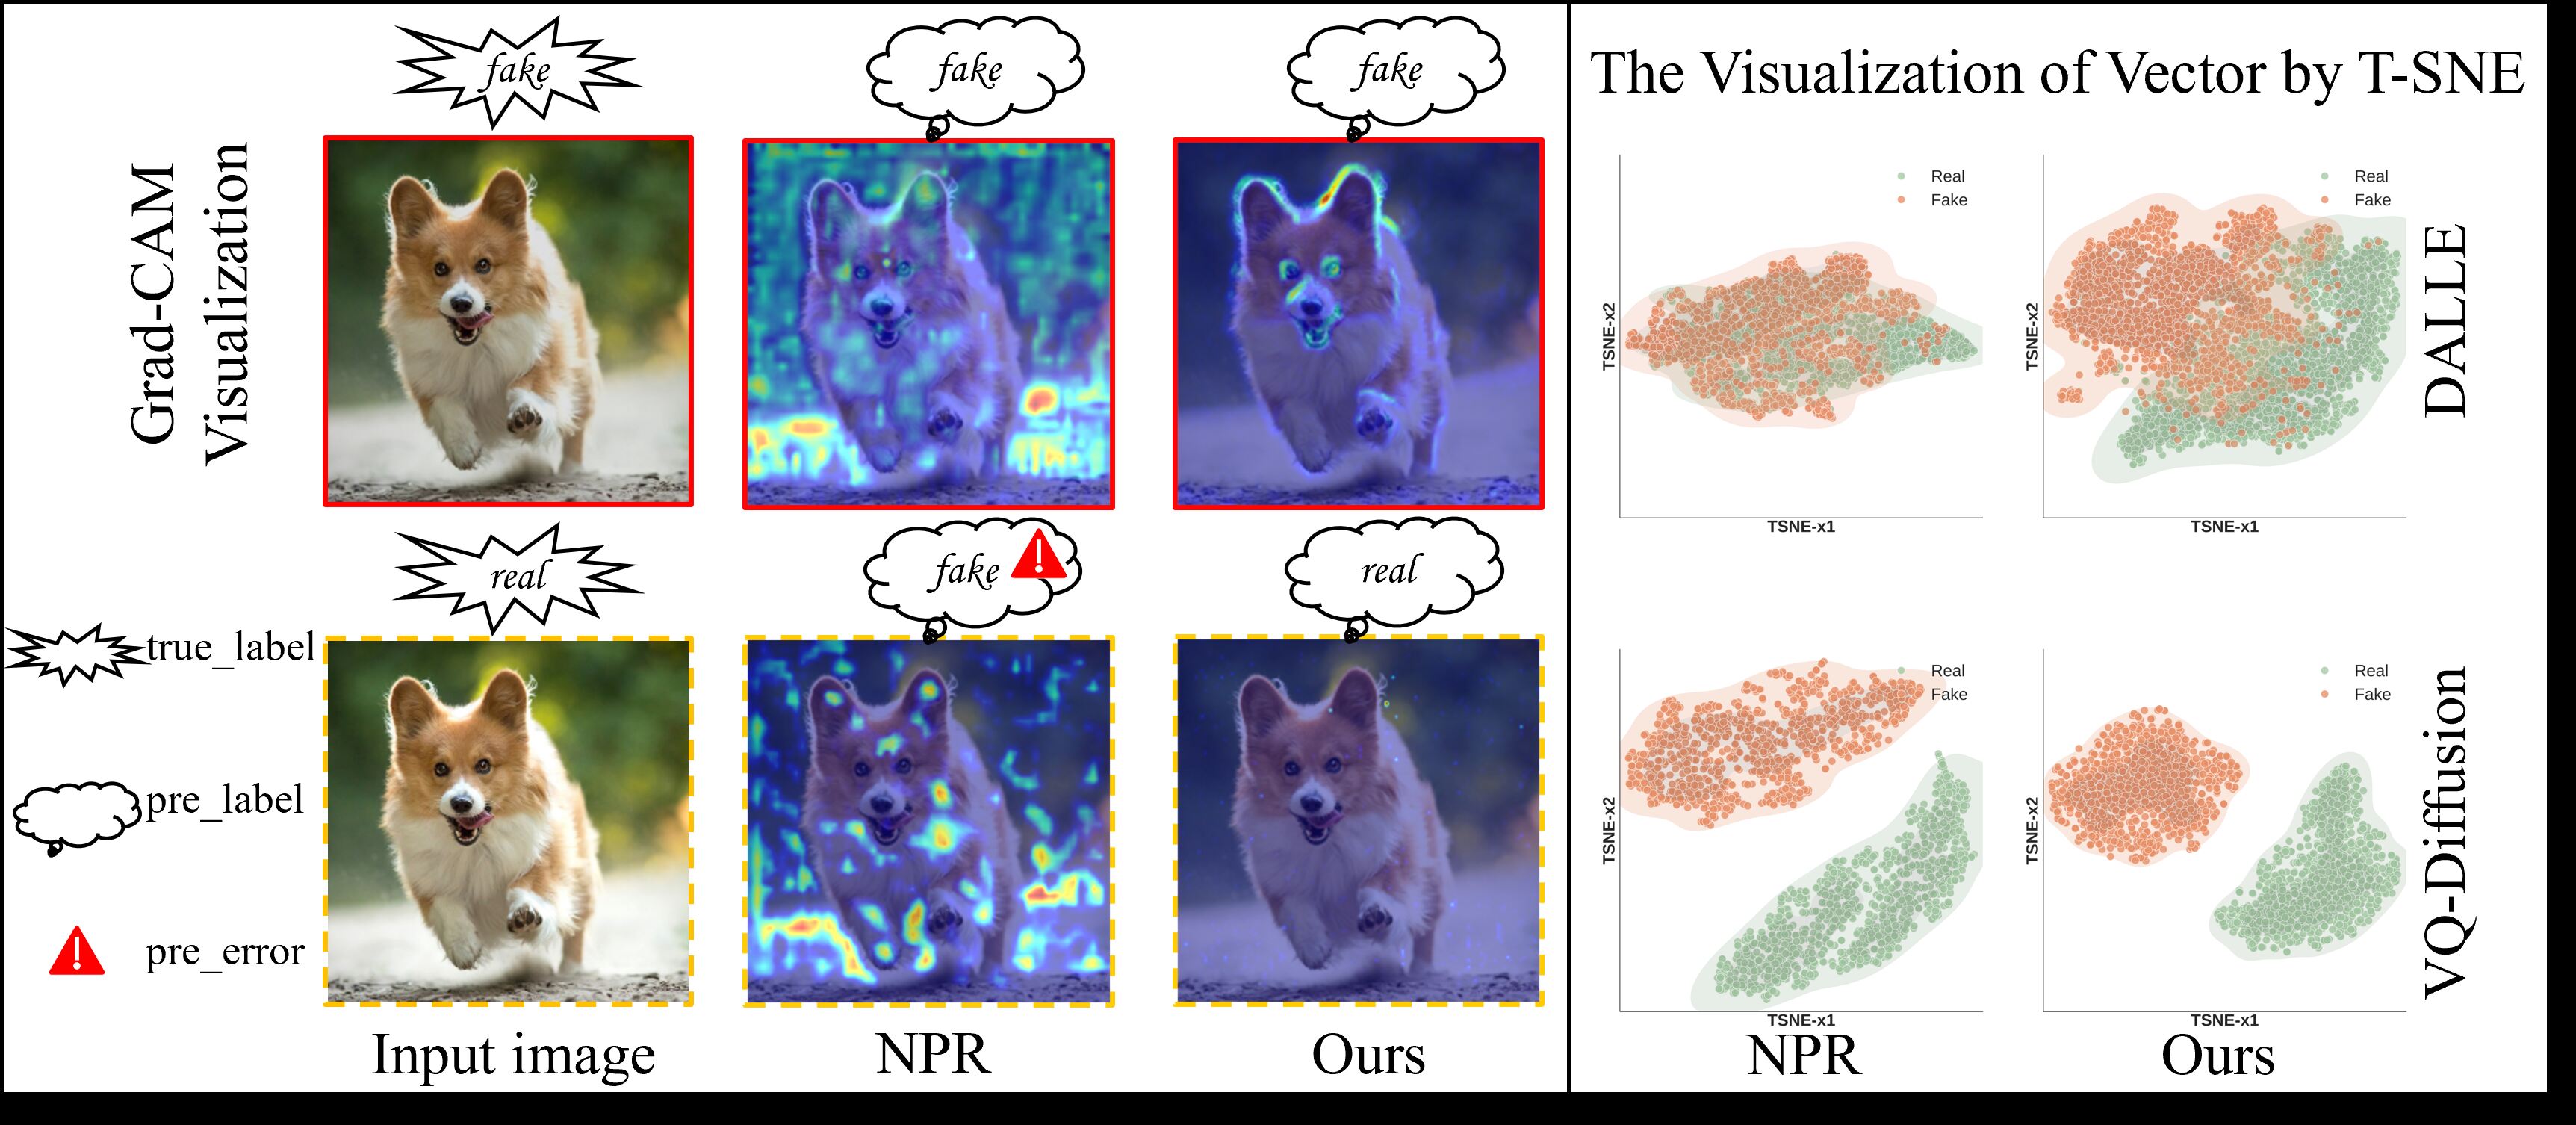 fake
fake
fake
Grad-CAM
Visualization
real
fake
real
true_label
pre_label
pre_error
Input image
NPR
Ours
The Visualization of Vector by T-SNE
Real
Fake
TSNE-x2
TSNE-x1
Real
Fake
TSNE-x2
TSNE-x1
DALLE
Real
Fake
TSNE-x2
TSNE-x1
Real
Fake
TSNE-x2
TSNE-x1
VQ-Diffusion
NPR
Ours